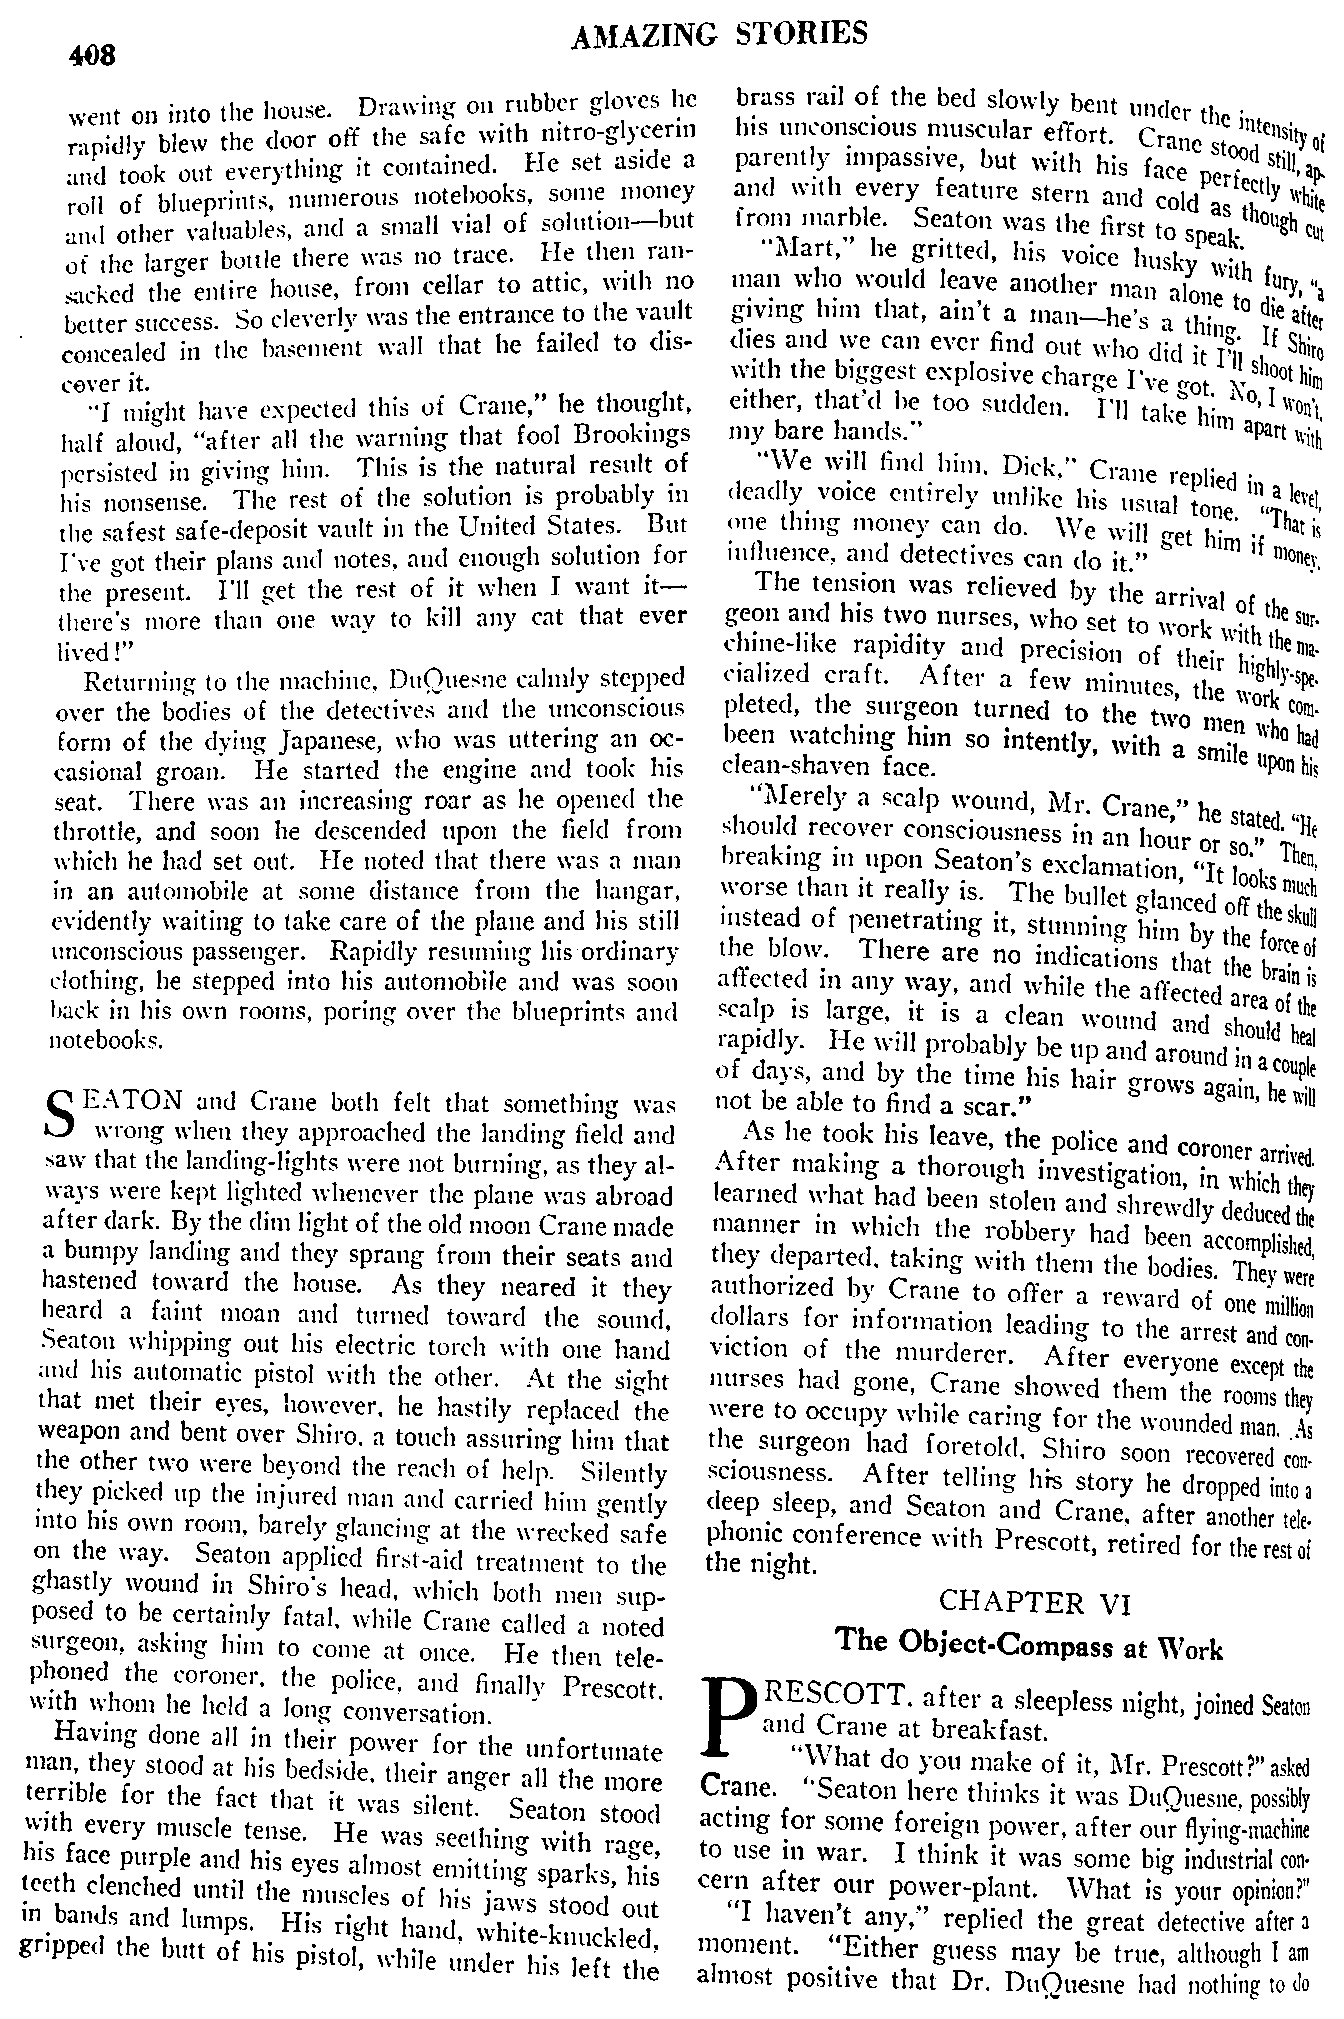 408
AMAZING STORIES
went on into the house. Drawing on rubber gloves he
rapidly blew the door off the safe with nitro-glycerin
and took out everything it contained. He set aside a
roll of blueprints, numerous notebooks, some money
and other valuables, and a small vial of solution—but
of the larger bottle there was no trace. He then ran-
sacked the entire house, from cellar to attic, with no
better success. So cleverly was the entrance to the vault
concealed in the basement wall that he failed to dis-
cover it.
"I might have expected this of Crane," he thought,
half aloud, "after all the warning that fool Brookings
persisted in giving him. This is the natural result of
his nonsense. The rest of the solution is probably in
the safest safe-deposit vault in the United States. But
I've got their plans and notes, and enough solution for
the present. I'll get the rest of it when I want it—
there's more than one way to kill any cat that ever
lived!"
Returning to the machine, DuQuesne calmly stepped
over the bodies of the detectives and the unconscious
form of the dying Japanese, who was uttering an oc-
casional groan. He started the engine and took his
seat. There was an increasing roar as he opened the
throttle, and soon he descended upon the field from
which he had set out. He noted that there was a man
in an automobile at some distance from the hangar,
evidently waiting to take care of the plane and his still
unconscious passenger. Rapidly resuming his ordinary
clothing, he stepped into his automobile and was soon
back in his own rooms, poring over the blueprints and
notebooks.
SEATON and Crane both felt that something was
wrong when they approached the landing field and
saw that the landing-lights were not burning, as they al-
ways were kept lighted whenever the plane was abroad
after dark. By the dim light of the old moon Crane made
a bumpy landing and they sprang from their seats and
hastened toward the house. As they neared it they
heard a faint moan and turned toward the sound,
Seaton whipping out his electric torch with one hand
and his automatic pistol with the other. At the sight
that met their eyes, however, he hastily replaced the
weapon and bent over Shiro, a touch assuring him that
the other two were beyond the reach of help. Silently
they picked up the injured man and carried him gently
into his own room, barely glancing at the wrecked safe
on the way. Seaton applied first-aid treatment to the
ghastly wound in Shiro's head, which both men sup-
posed to be certainly fatal, while Crane called a noted
surgeon, asking him to come at once. He then tele-
phoned the coroner, the police, and finally Prescott,
with whom he held a long conversation.
Having done all in their power for the unfortunate
man, they stood at his bedside, their anger all the more
terrible for the fact that it was silent. Seaton stood
with every muscle tense. He was seething with rage,
his face purple and his eyes almost emitting sparks, his
teeth clenched until the muscles of his jaws stood out
in bands and lumps. His right hand, white-knuckled,
gripped the butt of his pistol, while under his left the
brass rail of the bed slowly bent under the intensity of
his unconscious muscular effort. Crane stood still, ap-
parently impassive, but with his face perfectly white
and with every feature stern and cold as though cut
from marble. Seaton was the first to speak.
"Mart," he gritted, his voice husky with fury, "a
man who would leave another man alone to die after
giving him that, ain't a man—he's a thing. If Shiro
dies and we can ever find out who did it I'll shoot him
with the biggest explosive charge I've got. No, I won't,
either, that'd be too sudden. I'll take him apart with
my bare hands."
"We will find him, Dick," Crane replied in a level,
deadly voice entirely unlike his usual tone. "That is
one thing money can do. We will get him if money,
influence, and detectives can do it."
The tension was relieved by the arrival of the sur-
geon and his two nurses, who set to work with the ma-
chine-like rapidity and precision of their highly-spe-
cialized craft. After a few minutes, the work com-
pleted, the surgeon turned to the two men who had
been watching him so intently, with a smile upon his
clean-shaven face.
"Merely a scalp wound, Mr. Crane," he stated. "He
should recover consciousness in an hour or so." Then,
breaking in upon Seaton's exclamation, "It looks much
worse than it really is. The bullet glanced off the skull
instead of penetrating it, stunning him by the force of
the blow. There are no indications that the brain is
affected in any way, and while the affected area of the
scalp is large, it is a clean wound and should heal
rapidly. He will probably be up and around in a couple
of days, and by the time his hair grows again, he will
not be able to find a scar."
As he took his leave, the police and coroner arrived.
After making a thorough investigation, in which they
learned what had been stolen and shrewdly deduced the
manner in which the robbery had been accomplished,
they departed, taking with them the bodies. They were
authorized by Crane to offer a reward of one million
dollars for information leading to the arrest and con-
viction of the murderer. After everyone except the
nurses had gone, Crane showed them the rooms they
were to occupy while caring for the wounded man. As
the surgeon had foretold, Shiro soon recovered con-
sciousness. After telling his story he dropped into a
deep sleep, and Seaton and Crane, after another tele-
phonic conference with Prescott, retired for the rest of
the night.
CHAPTER VI
The Object-Compass at Work
PRESCOTT, after a sleepless night, joined Seaton
and Crane at breakfast.
"What do you make of it, Mr. Prescott?" asked
Crane. "Seaton here thinks it was DuQuesne, possibly
acting for some foreign power, after our flying-machine
to use in war. I think it was some big industrial con-
cern after our power-plant. What is your opinion?"
"I haven't any," replied the great detective after a
moment. "Either guess may be true, although I am
almost positive that Dr. DuQuesne had nothing to do